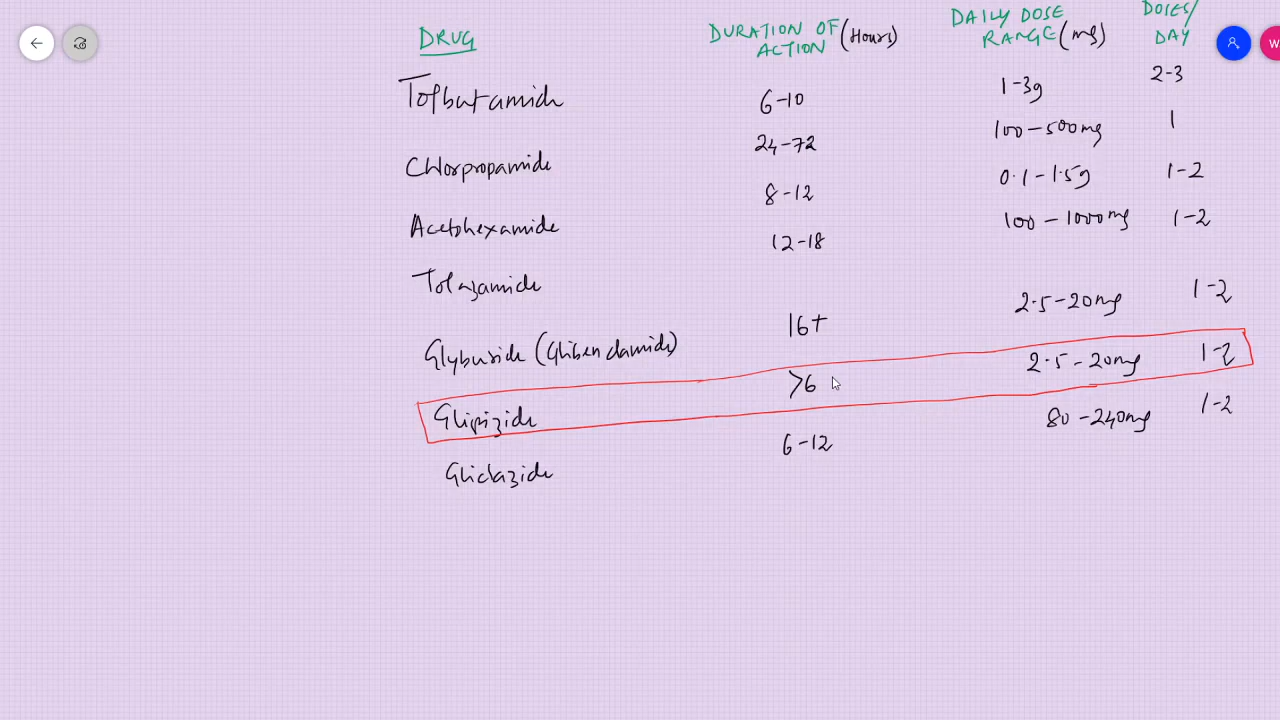 DRUG DURATION OF ACTION (Hours) DAILY DOSE RANGE (mg) DOSES/DAY
Tolbutamide 6-10 1-3g 2-3
Chlorpropamide 24-72 100-500mg 1
Acetohexamide 8-12 0.1-1.5g 1-2
Tolazamide 12-18 100-1000mg 1-2
Glyburide (Glibenclamide) 16+ 2.5-20mg 1-2
Glipizide >6 2.5-20mg 1-2
Gliclazide 6-12 80-240mg 1-2
W